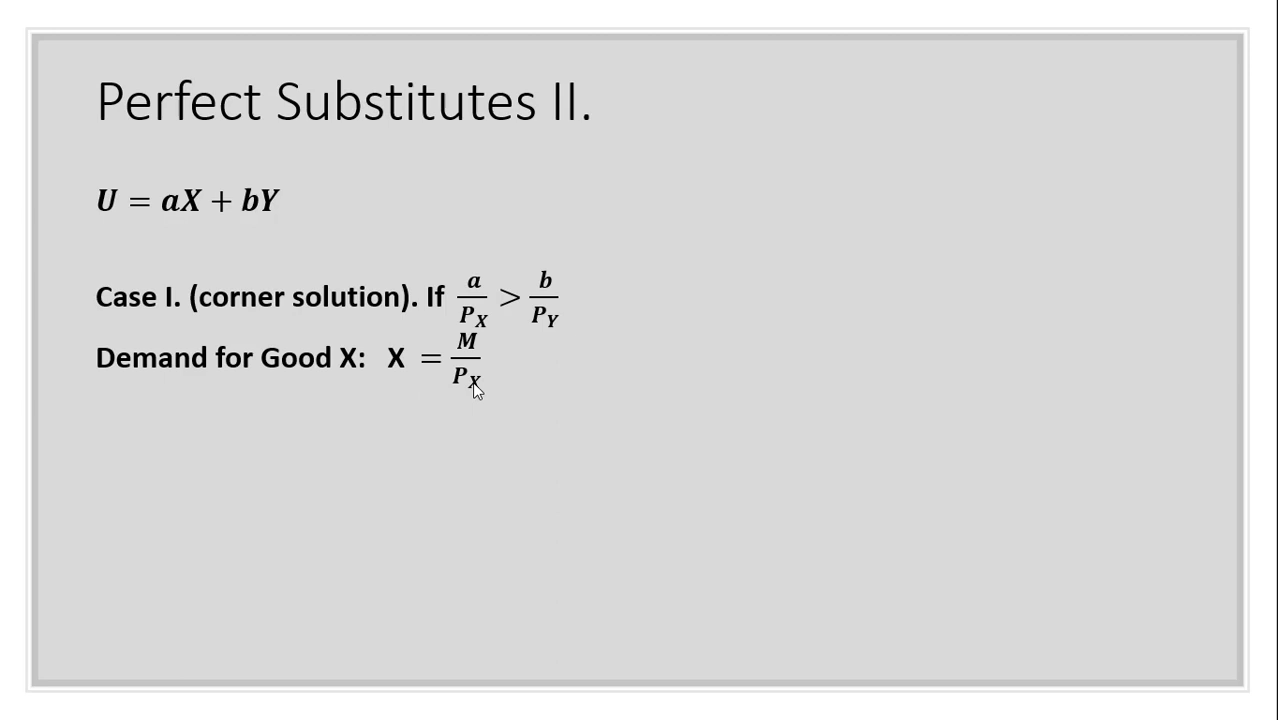 Perfect Substitutes II.
U = aX + bY
Case I. (corner solution). If a/P_X > b/P_Y
Demand for Good X: X = M/P_X